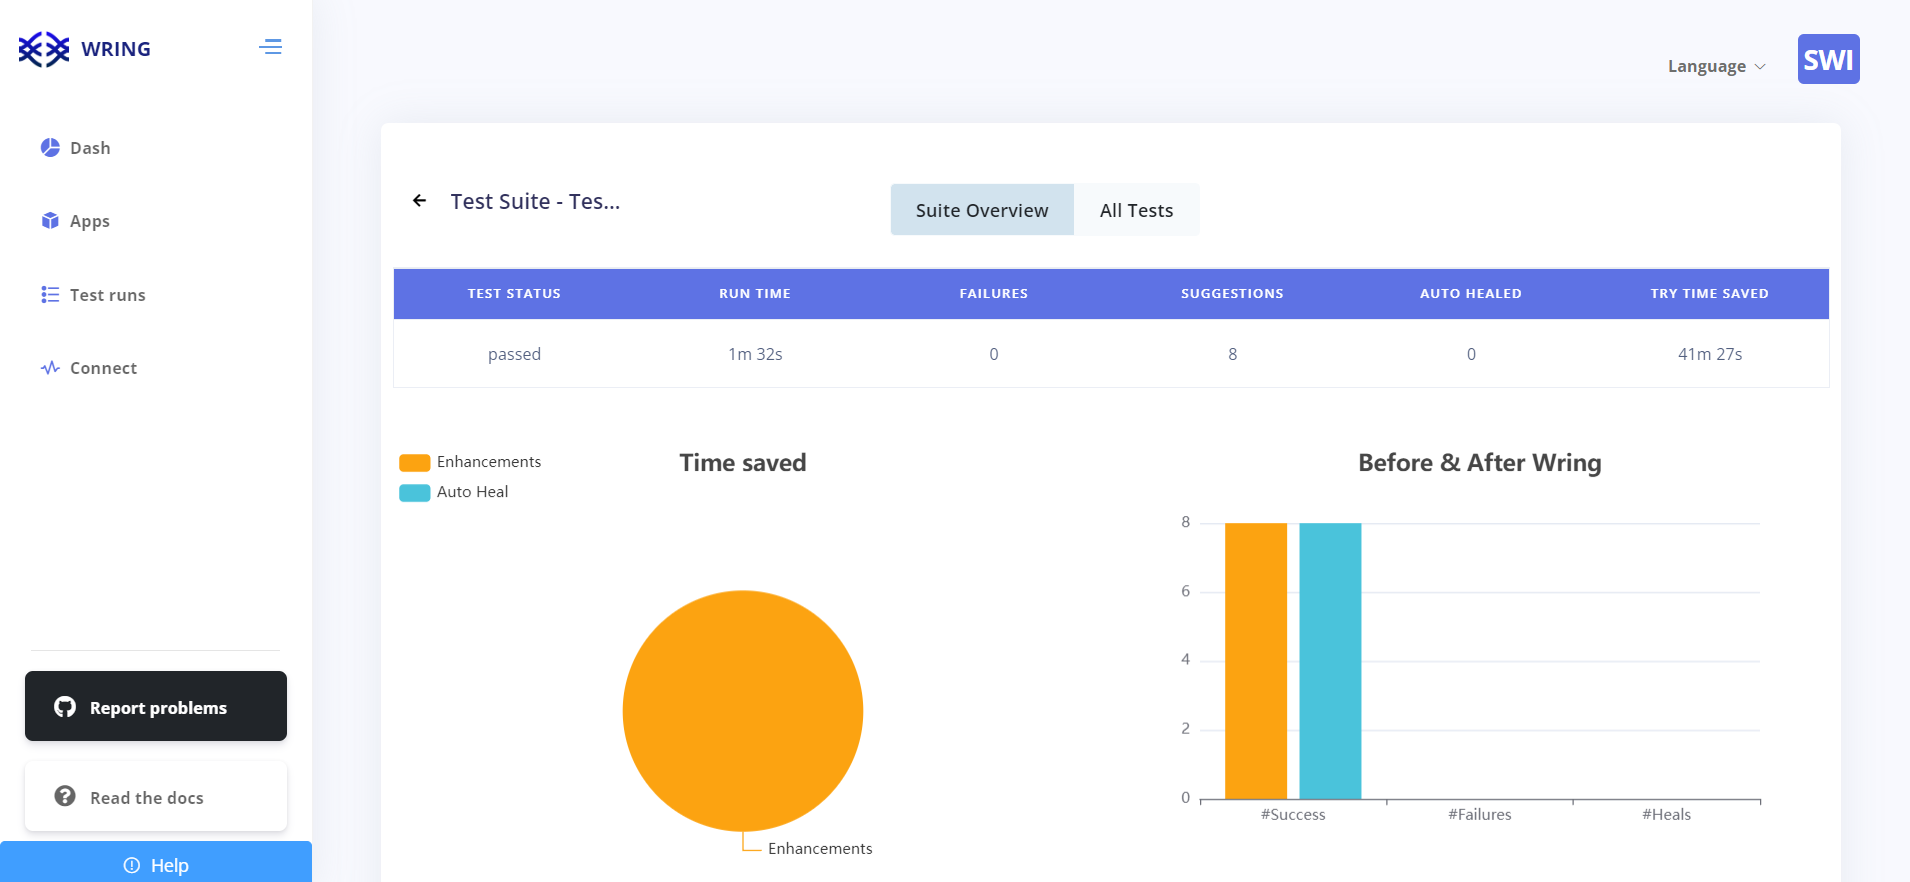 WRING
Language
SWI
Dash
Apps
Test runs
Connect
Report problems
Read the docs
Help
Test Suite - Tes...
Suite Overview
All Tests
TEST STATUS RUN TIME FAILURES SUGGESTIONS AUTO HEALED TRY TIME SAVED
passed 1m 32s 0 8 0 41m 27s
Enhancements
Auto Heal
Time saved
Enhancements
Before & After Wring
8
6
4
2
0
#Success #Failures #Heals